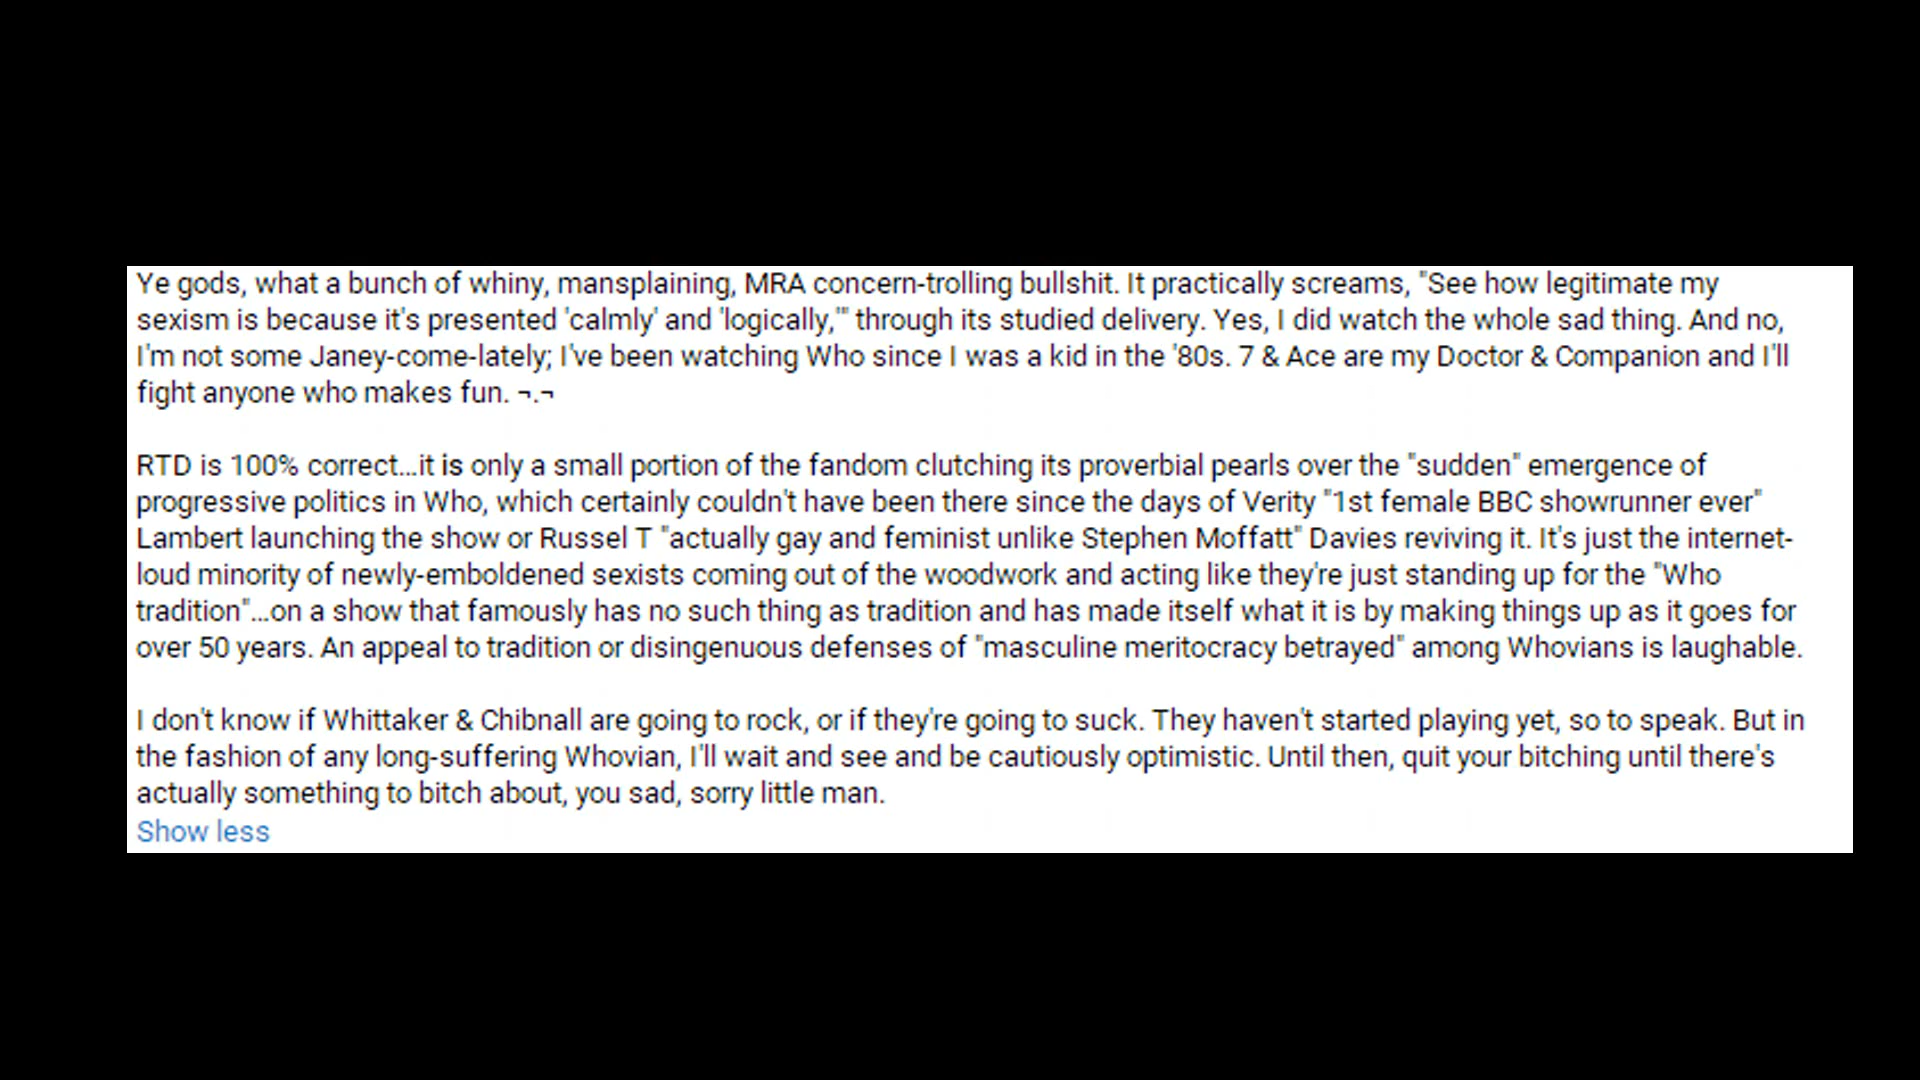 Ye gods, what a bunch of whiny, mansplaining, MRA concern-trolling bullshit. It practically screams, "See how legitimate my
sexism is because it's presented 'calmly' and 'logically,'" through its studied delivery. Yes, I did watch the whole sad thing. And no,
I'm not some Janey-come-lately; I've been watching Who since I was a kid in the '80s. 7 & Ace are my Doctor & Companion and I'll
fight anyone who makes fun. ¬.¬
RTD is 100% correct...it is only a small portion of the fandom clutching its proverbial pearls over the "sudden" emergence of
progressive politics in Who, which certainly couldn't have been there since the days of Verity "1st female BBC showrunner ever"
Lambert launching the show or Russel T "actually gay and feminist unlike Stephen Moffatt" Davies reviving it. It's just the internet-
loud minority of newly-emboldened sexists coming out of the woodwork and acting like they're just standing up for the "Who
tradition"...on a show that famously has no such thing as tradition and has made itself what it is by making things up as it goes for
over 50 years. An appeal to tradition or disingenuous defenses of "masculine meritocracy betrayed" among Whovians is laughable.
I don't know if Whittaker & Chibnall are going to rock, or if they're going to suck. They haven't started playing yet, so to speak. But in
the fashion of any long-suffering Whovian, I'll wait and see and be cautiously optimistic. Until then, quit your bitching until there's
actually something to bitch about, you sad, sorry little man.
Show less